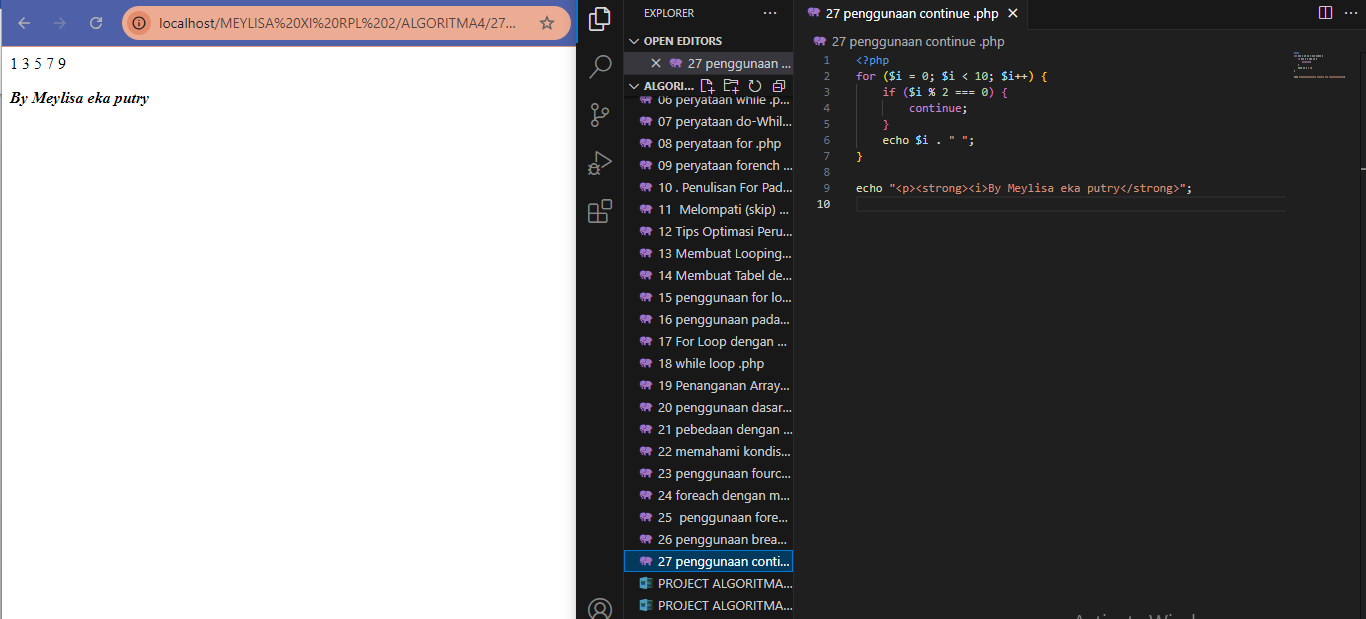 localhost/MEYLISA%20XI%20RPL%202/ALGORITMA4/27...
1 3 5 7 9
By Meylisa eka putry
EXPLORER
OPEN EDITORS
27 penggunaan ...
ALGORI...
06 peryataan while .p...
07 peryataan do-Whil...
08 peryataan for .php
09 peryataan forench ...
10 . Penulisan For Pad...
11 Melompati (skip) ...
12 Tips Optimasi Peru...
13 Membuat Looping...
14 Membuat Tabel de...
15 penggunaan for lo...
16 penggunaan pada...
17 For Loop dengan ...
18 while loop .php
19 Penanganan Array...
20 penggunaan dasar...
21 pebedaan dengan ...
22 memahami kondis...
23 penggunaan fourc...
24 foreach dengan m...
25 penggunaan fore...
26 penggunaan brea...
27 penggunaan conti...
PROJECT ALGORITMA...
PROJECT ALGORITMA...
27 penggunaan continue .php
27 penggunaan continue .php
1 <?php
2 for ($i = 0; $i < 10; $i++) {
3 if ($i % 2 === 0) {
4 continue;
5 }
6 echo $i . " ";
7 }
8
9 echo "<p><strong><i>By Meylisa eka putry</strong>";
10